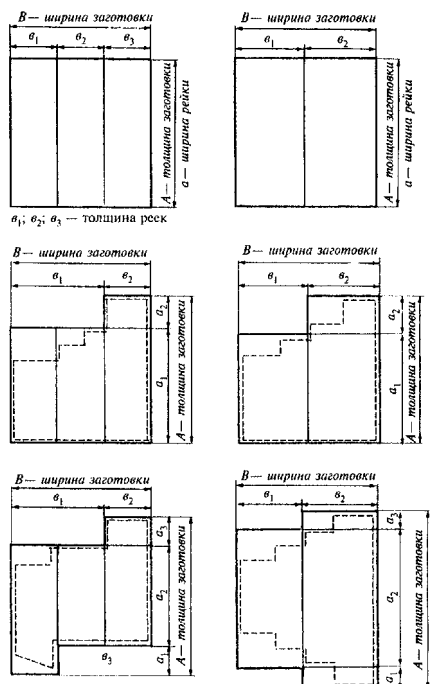 В — ширина заготовки
в₁ в₂ в₃
А — толщина заготовки
а — ширина рейки
в₁; в₂; в₃ — толщина реек
В — ширина заготовки
в₁ в₂
А — толщина заготовки
а — ширина рейки
В — ширина заготовки
в₁ в₂
а₂
а₁
А — толщина заготовки
В — ширина заготовки
в₁ в₂
а₂
а₁
А — толщина заготовки
В — ширина заготовки
в₁ в₂
а₃
а₂
а₁
в₃
А — толщина заготовки
В — ширина заготовки
в₁ в₂
а₃
а₂
а₁
А — толщина заготовки